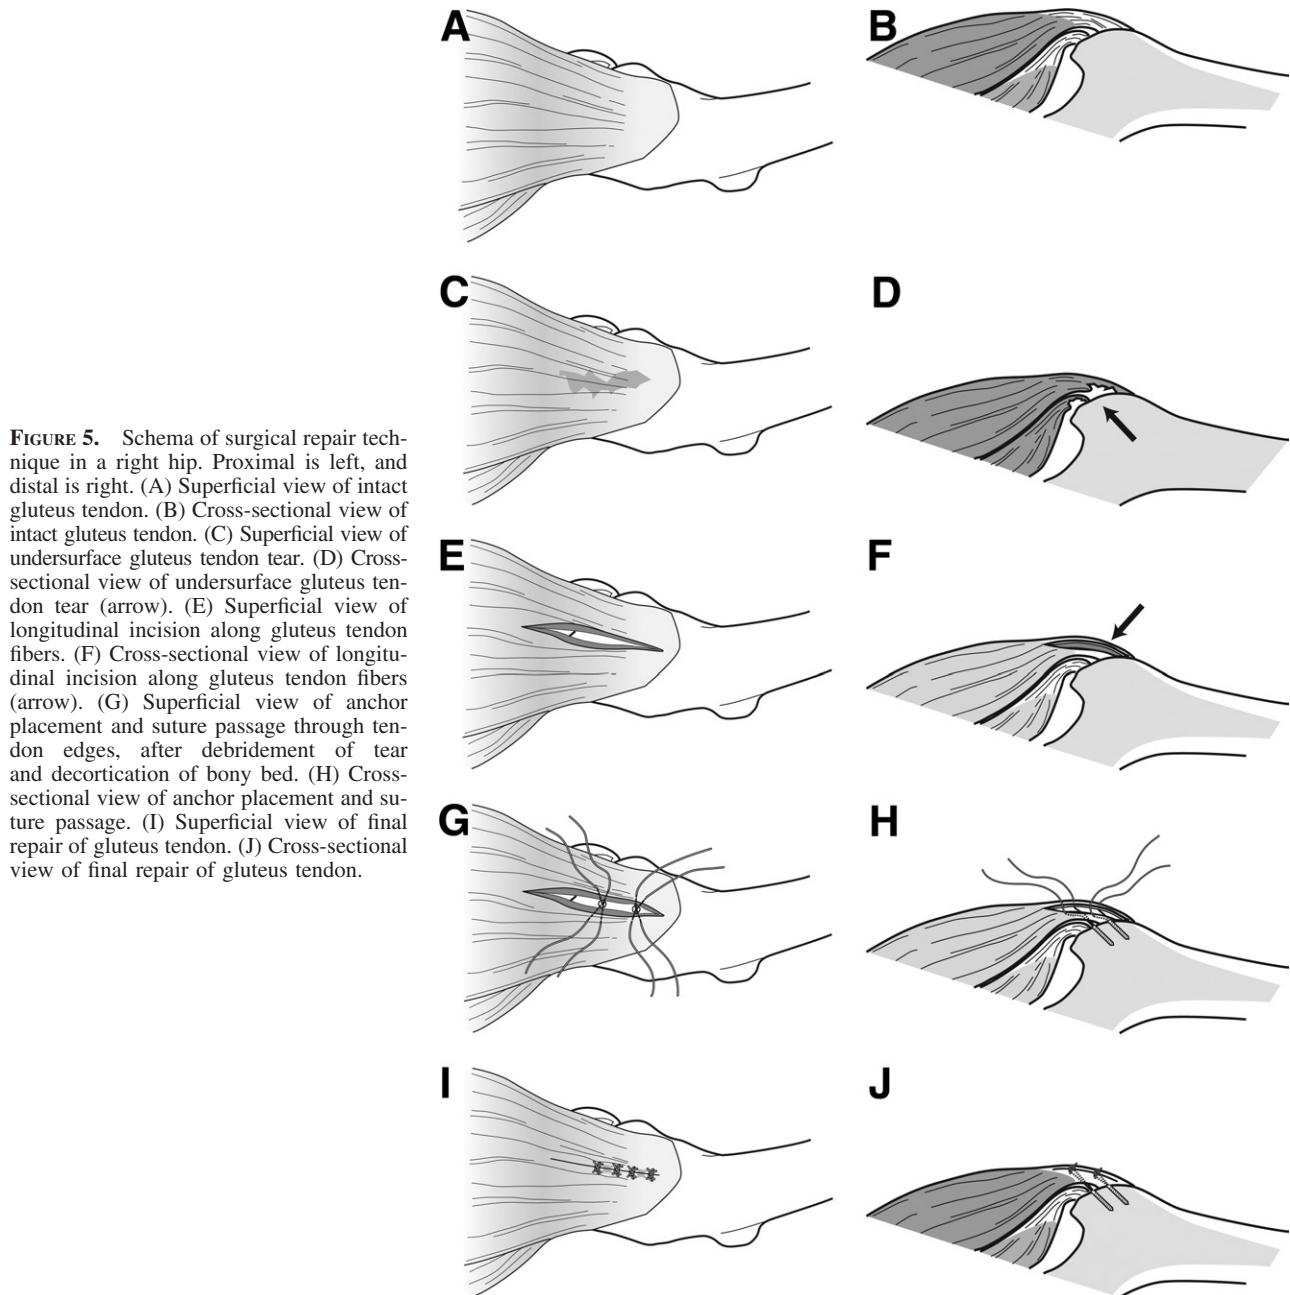 A
B
C
D
FIGURE 5. Schema of surgical repair tech-
nique in a right hip. Proximal is left, and
distal is right. (A) Superficial view of intact
gluteus tendon. (B) Cross-sectional view of
intact gluteus tendon. (C) Superficial view of
undersurface gluteus tendon tear. (D) Cross-
sectional view of undersurface gluteus ten-
don tear (arrow). (E) Superficial view of
longitudinal incision along gluteus tendon
fibers. (F) Cross-sectional view of longitu-
dinal incision along gluteus tendon fibers
(arrow). (G) Superficial view of anchor
placement and suture passage through ten-
don edges, after debridement of tear
and decortication of bony bed. (H) Cross-
sectional view of anchor placement and su-
ture passage. (I) Superficial view of final
repair of gluteus tendon. (J) Cross-sectional
view of final repair of gluteus tendon.
E
F
G
H
I
J